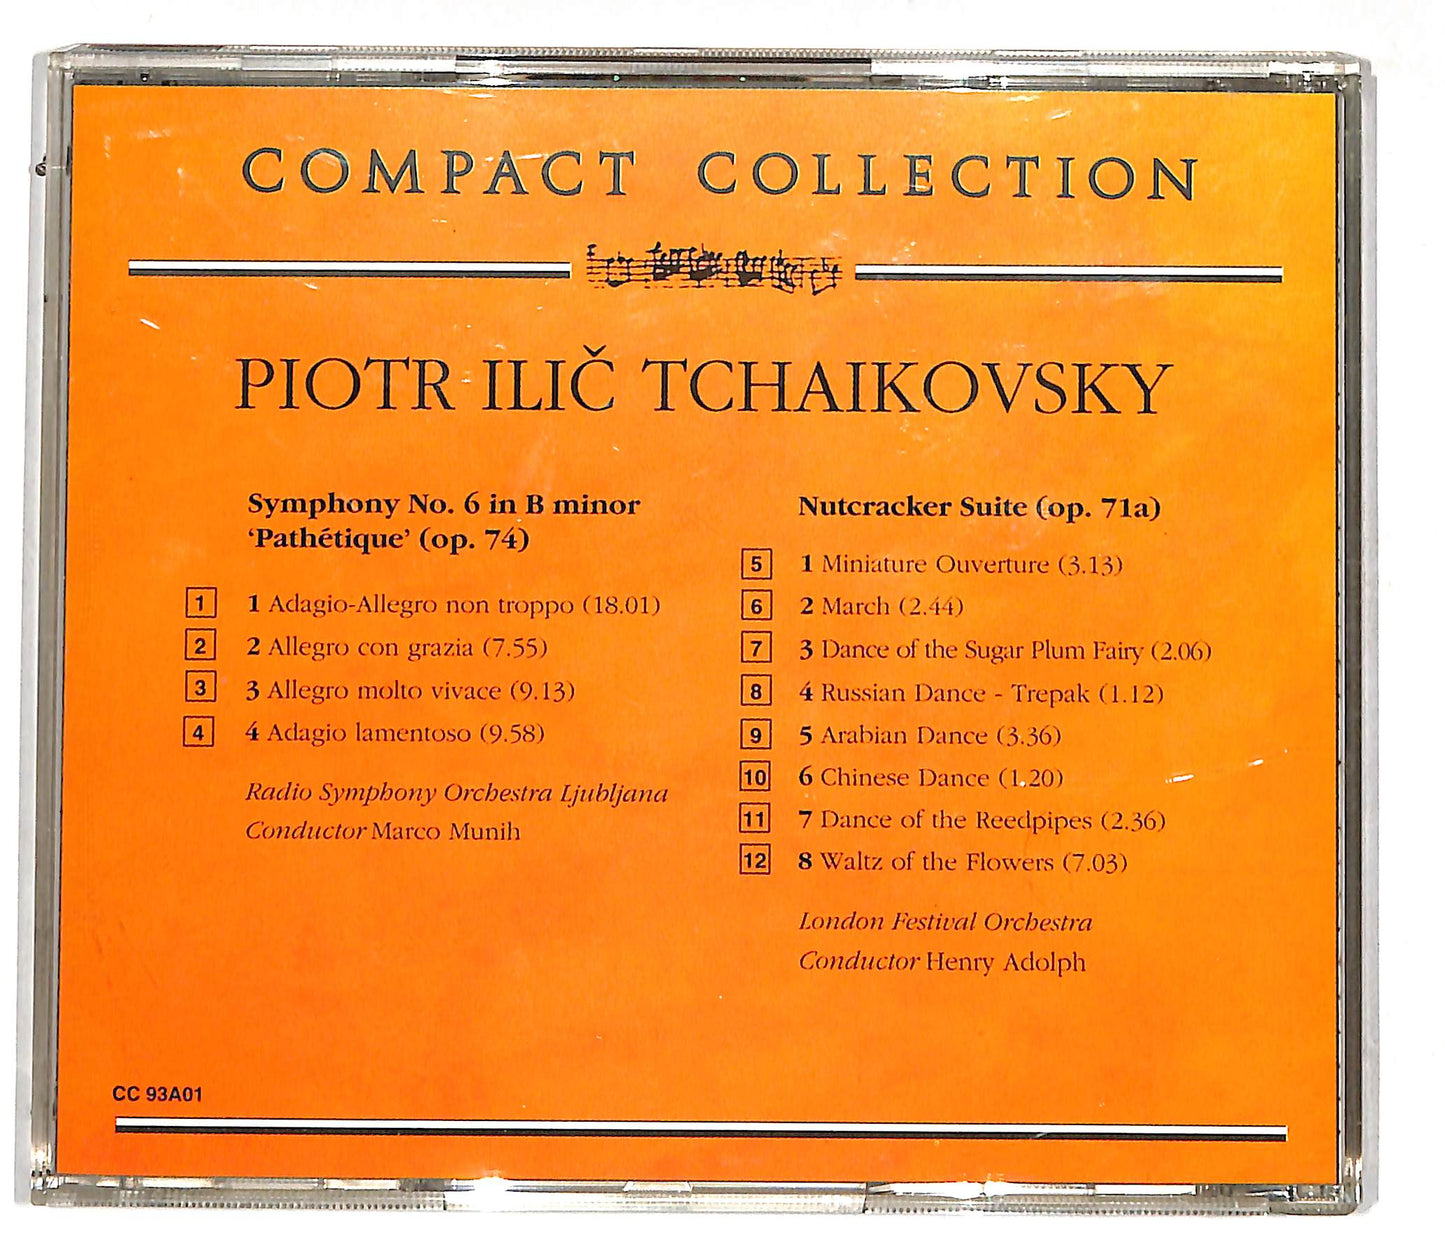 COMPACT COLLECTION
PIOTR ILIČ TCHAIKOVSKY
Symphony No. 6 in B minor
‘Pathétique’ (op. 74)
1 1 Adagio-Allegro non troppo (18.01)
2 2 Allegro con grazia (7.55)
3 3 Allegro molto vivace (9.13)
4 4 Adagio lamentoso (9.58)
Radio Symphony Orchestra Ljubljana
Conductor Marco Munih
Nutcracker Suite (op. 71a)
5 1 Miniature Ouverture (3.13)
6 2 March (2.44)
7 3 Dance of the Sugar Plum Fairy (2.06)
8 4 Russian Dance - Trepak (1.12)
9 5 Arabian Dance (3.36)
10 6 Chinese Dance (1.20)
11 7 Dance of the Reedpipes (2.36)
12 8 Waltz of the Flowers (7.03)
London Festival Orchestra
Conductor Henry Adolph
CC 93A01